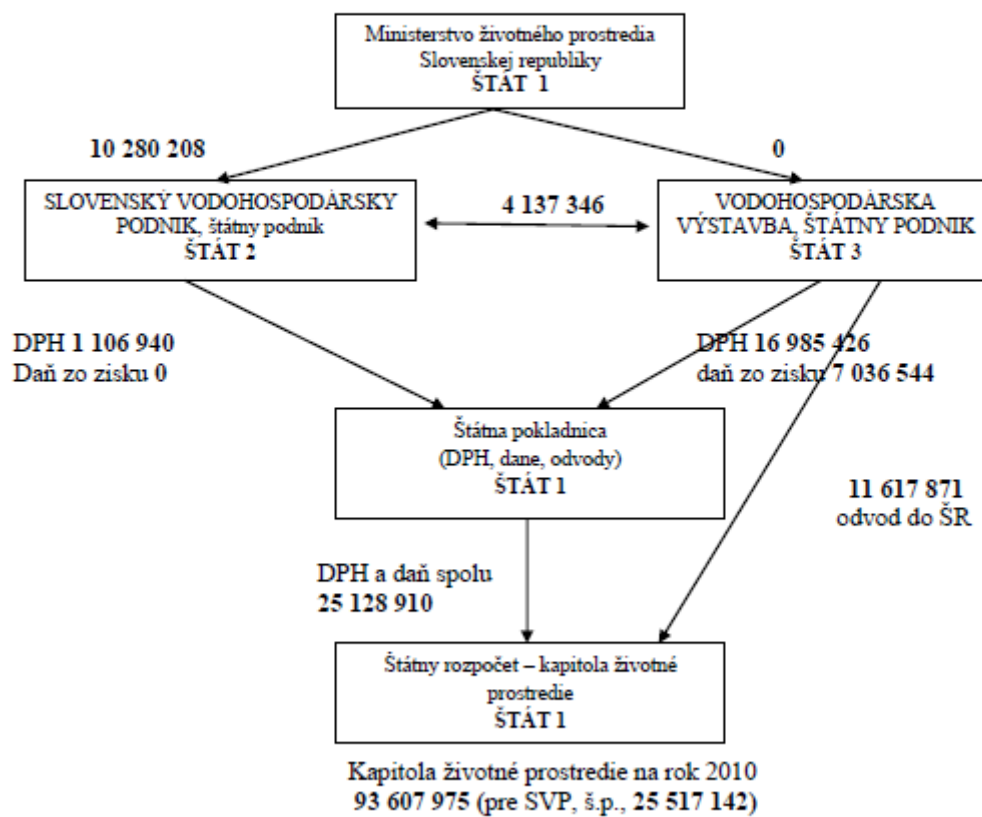 Ministerstvo životného prostredia
Slovenskej republiky
ŠTÁT 1
10 280 208
0
SLOVENSKÝ VODOHOSPODÁRSKY
PODNIK, štátny podnik
ŠTÁT 2
4 137 346
VODOHOSPODÁRSKA
VÝSTAVBA, ŠTÁTNY PODNIK
ŠTÁT 3
DPH 1 106 940
Daň zo zisku 0
DPH 16 985 426
daň zo zisku 7 036 544
Štátna pokladnica
(DPH, dane, odvody)
ŠTÁT 1
11 617 871
odvod do ŠR
DPH a daň spolu
25 128 910
Štátny rozpočet – kapitola životné
prostredie
ŠTÁT 1
Kapitola životné prostredie na rok 2010
93 607 975 (pre SVP, š.p., 25 517 142)